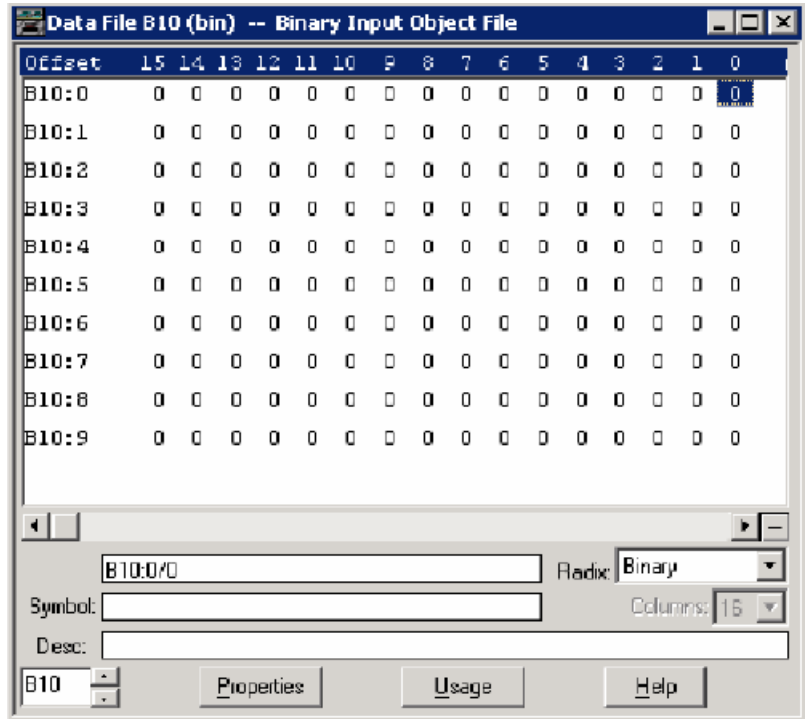 Data File B10 (bin) -- Binary Input Object File
Offset 15 14 13 12 11 10 9 8 7 6 5 4 3 2 1 0
B10:0 0 0 0 0 0 0 0 0 0 0 0 0 0 0 0 0
B10:1 0 0 0 0 0 0 0 0 0 0 0 0 0 0 0 0
B10:2 0 0 0 0 0 0 0 0 0 0 0 0 0 0 0 0
B10:3 0 0 0 0 0 0 0 0 0 0 0 0 0 0 0 0
B10:4 0 0 0 0 0 0 0 0 0 0 0 0 0 0 0 0
B10:5 0 0 0 0 0 0 0 0 0 0 0 0 0 0 0 0
B10:6 0 0 0 0 0 0 0 0 0 0 0 0 0 0 0 0
B10:7 0 0 0 0 0 0 0 0 0 0 0 0 0 0 0 0
B10:8 0 0 0 0 0 0 0 0 0 0 0 0 0 0 0 0
B10:9 0 0 0 0 0 0 0 0 0 0 0 0 0 0 0 0
B10:0/0 Radix: Binary
Symbol: Columns: 16
Desc:
B10 Properties Usage Help